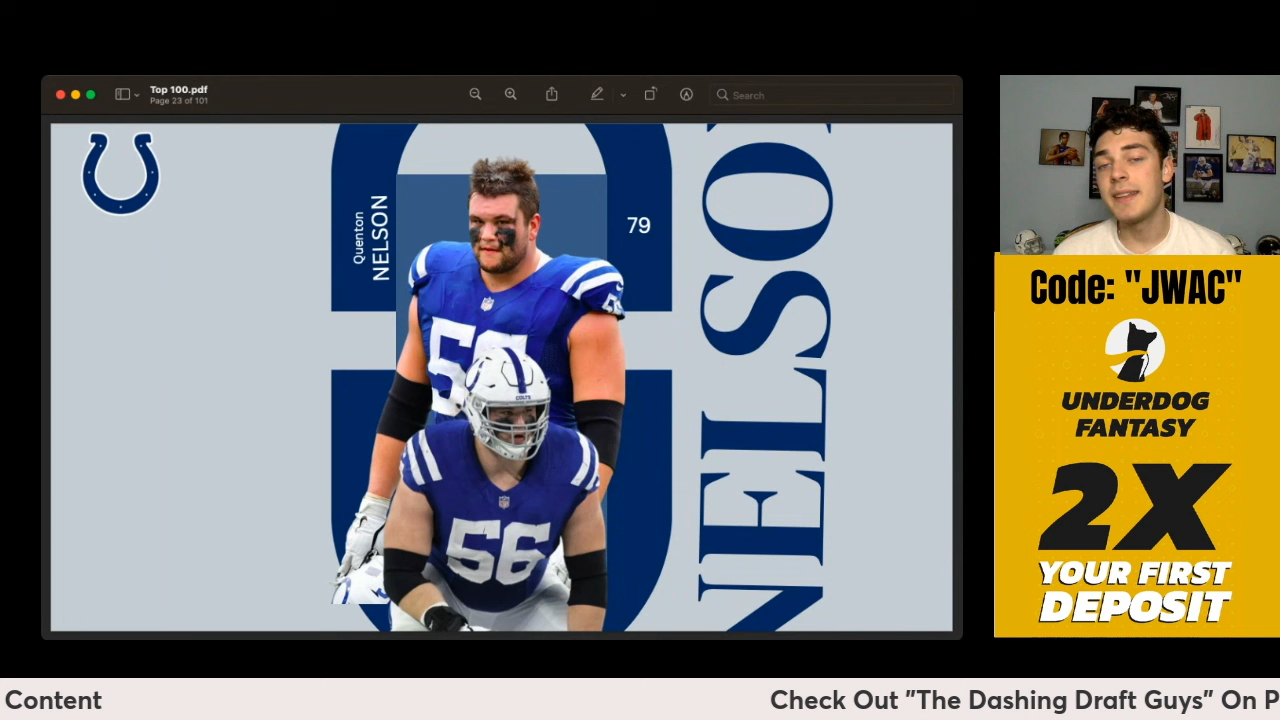 Top 100.pdf
Page 23 of 101
Search
Quenton
NELSON
79
NELSON
COLTS
56
Code: "JWAC"
UNDERDOG
FANTASY
2X
YOUR FIRST
DEPOSIT
Content
Check Out "The Dashing Draft Guys" On P